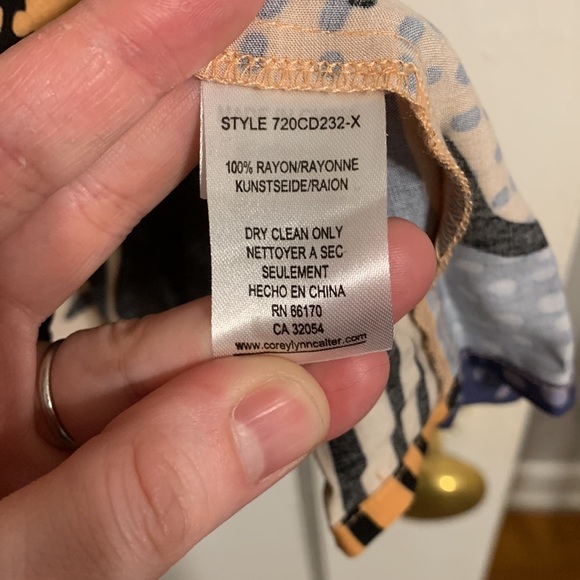 STYLE 720CD232-X
100% RAYON/RAYONNE
KUNSTSEIDE/RAION
DRY CLEAN ONLY
NETTOYER A SEC
SEULEMENT
HECHO EN CHINA
RN 66170
CA 32054
www.coreylynncalter.com